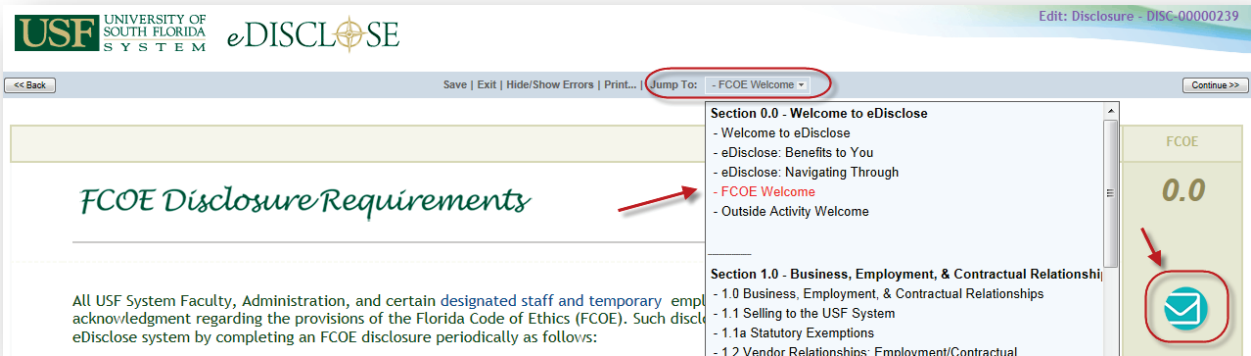 Edit: Disclosure - DISC-00000239
USF UNIVERSITY OF
SOUTH FLORIDA
SYSTEM
eDISCLOSE
<< Back
Save | Exit | Hide/Show Errors | Print... | Jump To: - FCOE Welcome
Continue >>
Section 0.0 - Welcome to eDisclose
- Welcome to eDisclose
- eDisclose: Benefits to You
- eDisclose: Navigating Through
- FCOE Welcome
- Outside Activity Welcome
Section 1.0 - Business, Employment, & Contractual Relationshi
- 1.0 Business, Employment, & Contractual Relationships
- 1.1 Selling to the USF System
- 1.1a Statutory Exemptions
- 1.2 Vendor Relationships: Employment/Contractual
FCOE
0.0
FCOE Disclosure Requirements
All USF System Faculty, Administration, and certain designated staff and temporary empl
acknowledgment regarding the provisions of the Florida Code of Ethics (FCOE). Such disclo
eDisclose system by completing an FCOE disclosure periodically as follows: